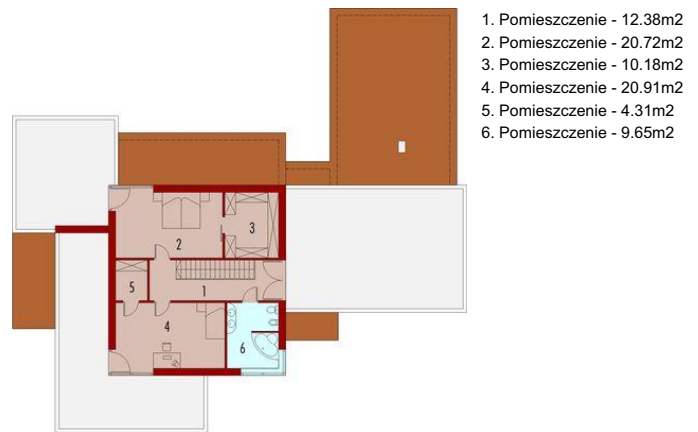 1. Pomieszczenie - 12.38m2
2. Pomieszczenie - 20.72m2
3. Pomieszczenie - 10.18m2
4. Pomieszczenie - 20.91m2
5. Pomieszczenie - 4.31m2
6. Pomieszczenie - 9.65m2
2
3
5
1
4
6